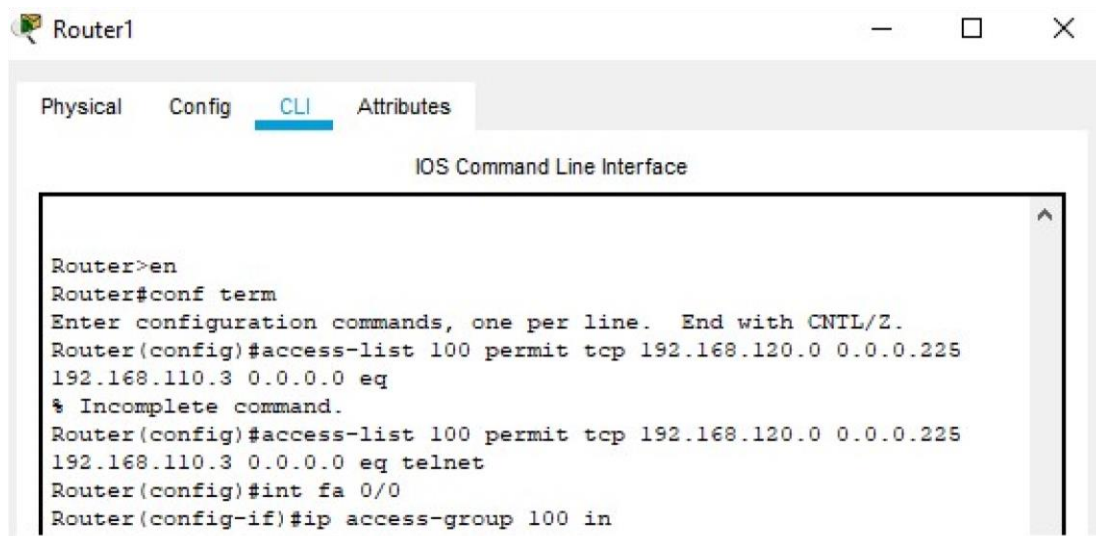 Router1
Physical Config CLI Attributes
IOS Command Line Interface
Router>en
Router#conf term
Enter configuration commands, one per line.  End with CNTL/Z.
Router(config)#access-list 100 permit tcp 192.168.120.0 0.0.0.225
192.168.110.3 0.0.0.0 eq
% Incomplete command.
Router(config)#access-list 100 permit tcp 192.168.120.0 0.0.0.225
192.168.110.3 0.0.0.0 eq telnet
Router(config)#int fa 0/0
Router(config-if)#ip access-group 100 in